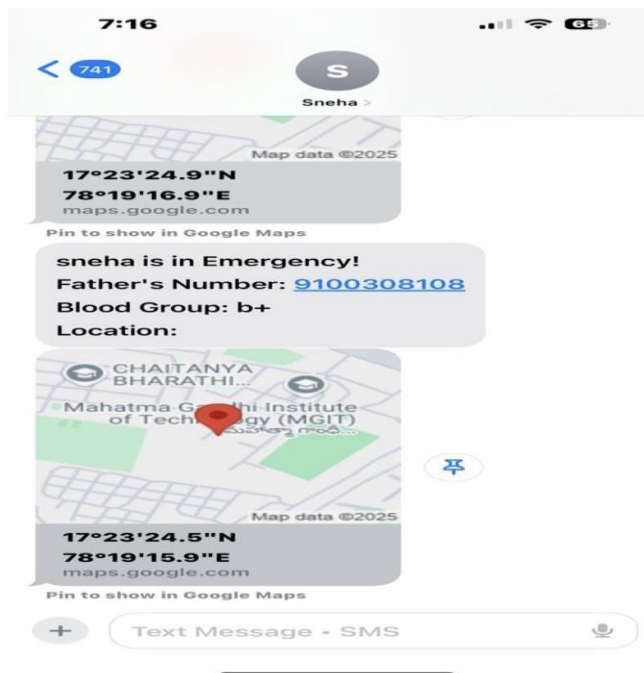 7:16
65
741
S
Sneha >
Map data ©2025
17°23'24.9"N
78°19'16.9"E
maps.google.com
Pin to show in Google Maps
sneha is in Emergency!
Father's Number: 9100308108
Blood Group: b+
Location:
CHAITANYA
BHARATHI...
Mahatma Institute
of (MGIT)
Map data ©2025
17°23'24.5"N
78°19'15.9"E
maps.google.com
Pin to show in Google Maps
Text Message • SMS